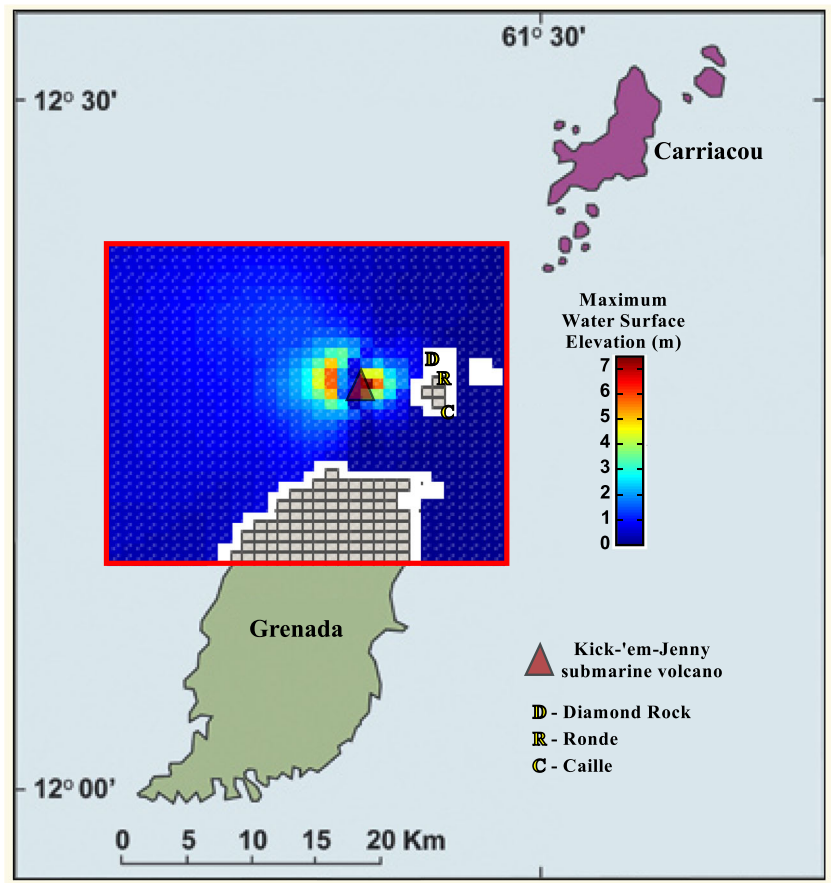 61° 30'
12° 30'
Carriacou
Maximum
Water Surface
Elevation (m)
7
6
5
4
3
2
1
0
D
R
C
Grenada
Kick-'em-Jenny
submarine volcano
D - Diamond Rock
R - Ronde
C - Caille
12° 00'
0 5 10 15 20 Km